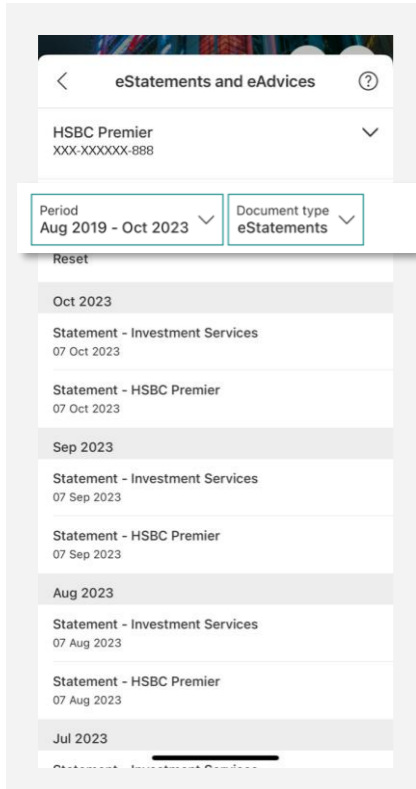 eStatements and eAdvices
?
HSBC Premier
XXX-XXXXXX-888
Period
Aug 2019 - Oct 2023
Document type
eStatements
Reset
Oct 2023
Statement - Investment Services
07 Oct 2023
Statement - HSBC Premier
07 Oct 2023
Sep 2023
Statement - Investment Services
07 Sep 2023
Statement - HSBC Premier
07 Sep 2023
Aug 2023
Statement - Investment Services
07 Aug 2023
Statement - HSBC Premier
07 Aug 2023
Jul 2023